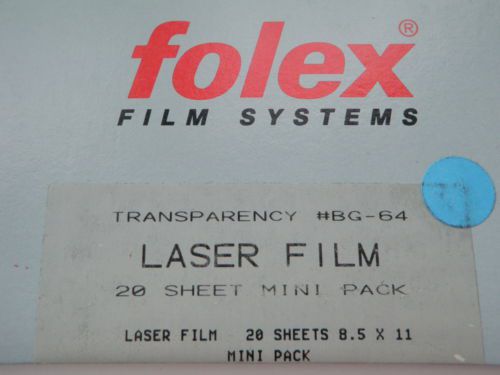 folex®
FILM SYSTEMS
TRANSPARENCY #BG-64
LASER FILM
20 SHEET MINI PACK
LASER FILM 20 SHEETS 8.5 X 11
MINI PACK